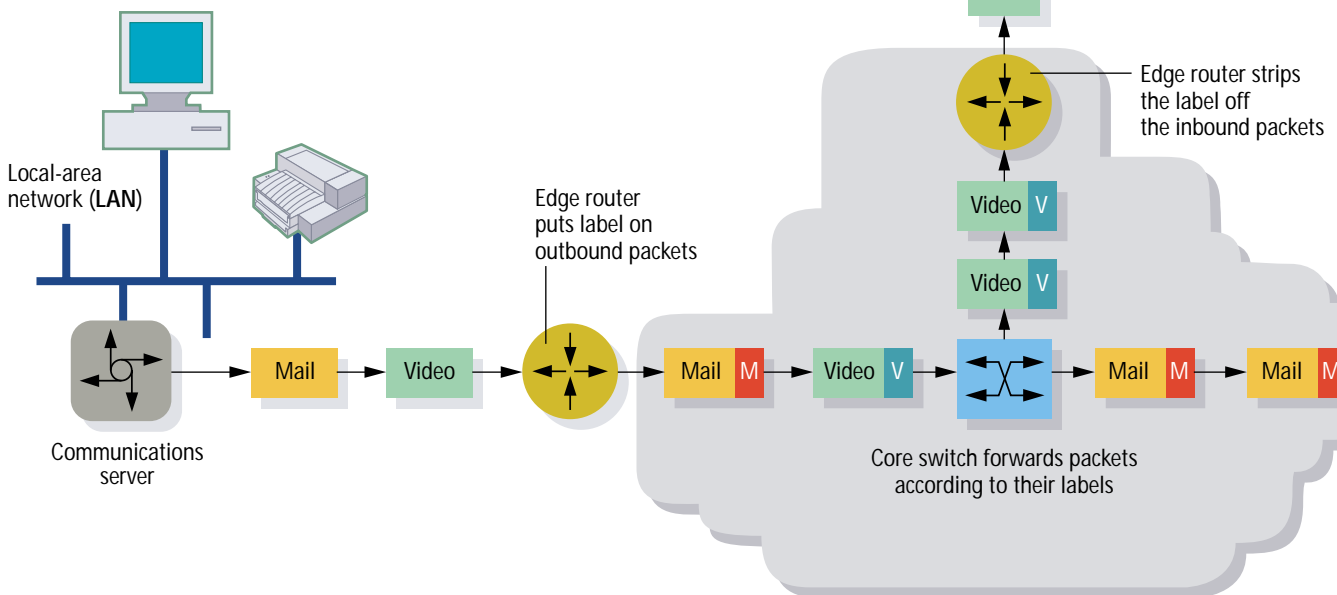 Local-area
network (LAN)
Communications
server
Mail
Video
Edge router
puts label on
outbound packets
Mail M
Video V
Core switch forwards packets
according to their labels
Video V
Video V
Edge router strips
the label off
the inbound packets
Mail M
Mail M